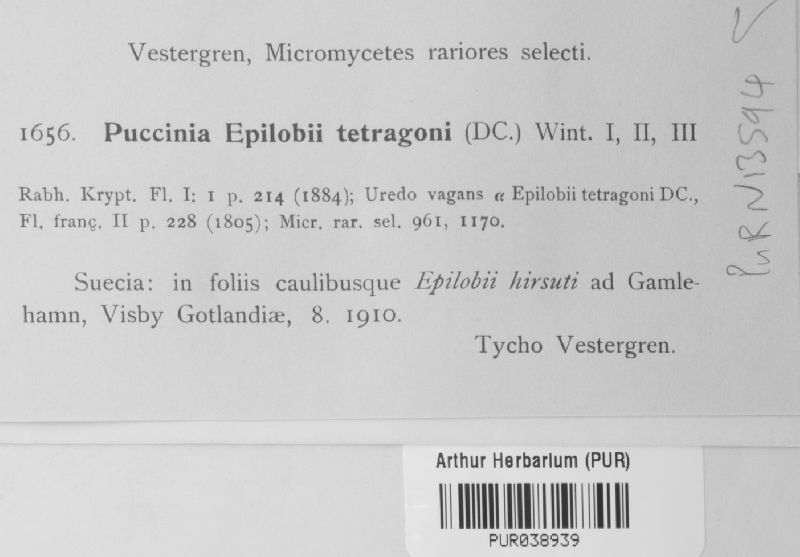 Vestergren, Micromycetes rariores selecti.
1656. Puccinia Epilobii tetragoni (DC.) Wint. I, II, III
Rabh. Krypt. Fl. I: 1 p. 214 (1884); Uredo vagans α Epilobii tetragoni DC.,
Fl. franç. II p. 228 (1805); Micr. rar. sel. 961, 1170.
Suecia: in foliis caulibusque Epilobii hirsuti ad Gamle-
hamn, Visby Gotlandiæ, 8. 1910.
Tycho Vestergren.
PUR N13594
Arthur Herbarium (PUR)
PUR038939